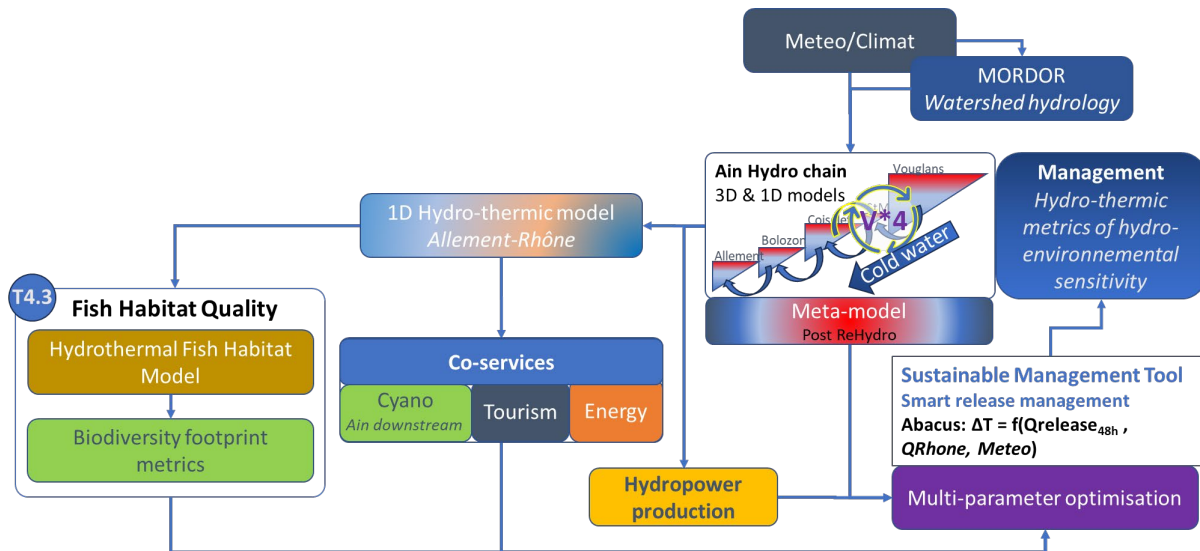 Meteo/Climat
MORDOR
Watershed hydrology
Ain Hydro chain
3D & 1D models
Vouglans
Coiselet
V*4
Bolozon
Allement
Cold water
Meta-model
Post ReHydro
Management
Hydro-thermic
metrics of hydro-
environnemental
sensitivity
1D Hydro-thermic model
Allement-Rhône
T4.3
Fish Habitat Quality
Hydrothermal Fish Habitat
Model
Biodiversity footprint
metrics
Co-services
Cyano
Ain downstream
Tourism
Energy
Hydropower
production
Sustainable Management Tool
Smart release management
Abacus: ΔT = f(Qrelease48h ,
QRhone, Meteo)
Multi-parameter optimisation